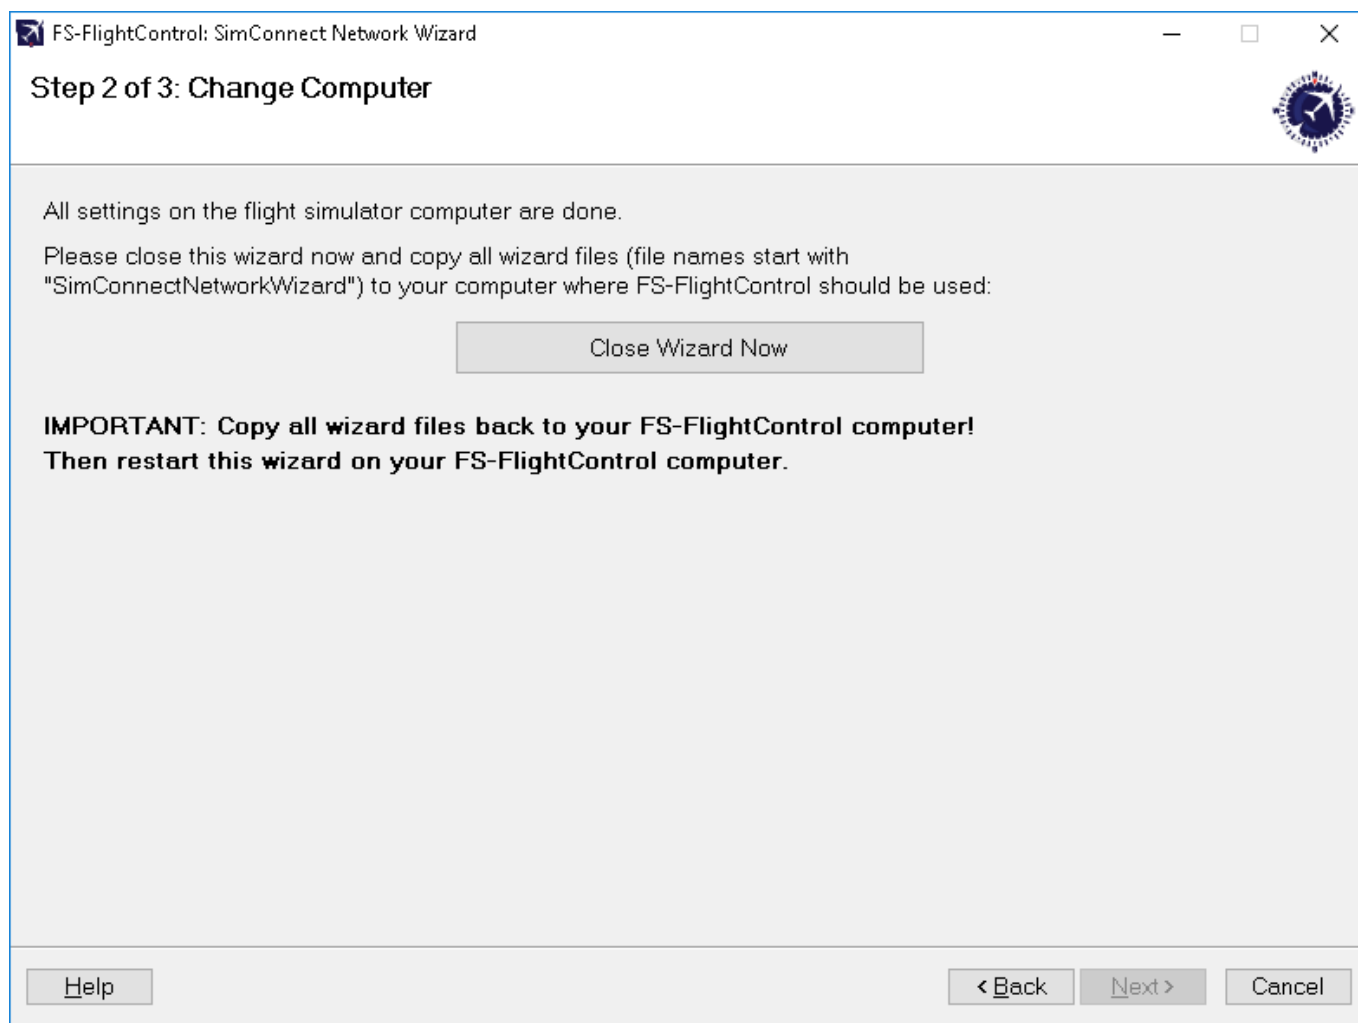 FS-FlightControl: SimConnect Network Wizard
Step 2 of 3: Change Computer
All settings on the flight simulator computer are done.
Please close this wizard now and copy all wizard files (file names start with
"SimConnectNetworkWizard") to your computer where FS-FlightControl should be used:
Close Wizard Now
IMPORTANT: Copy all wizard files back to your FS-FlightControl computer!
Then restart this wizard on your FS-FlightControl computer.
Help < Back Next > Cancel